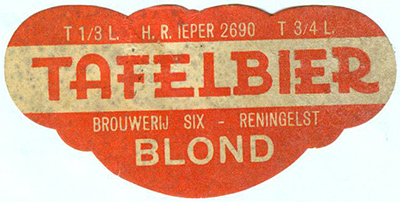 T 1/3 L. H. R. IEPER 2690 T 3/4 L.
TAFELBIER
BROUWERIJ SIX - RENINGELST
BLOND